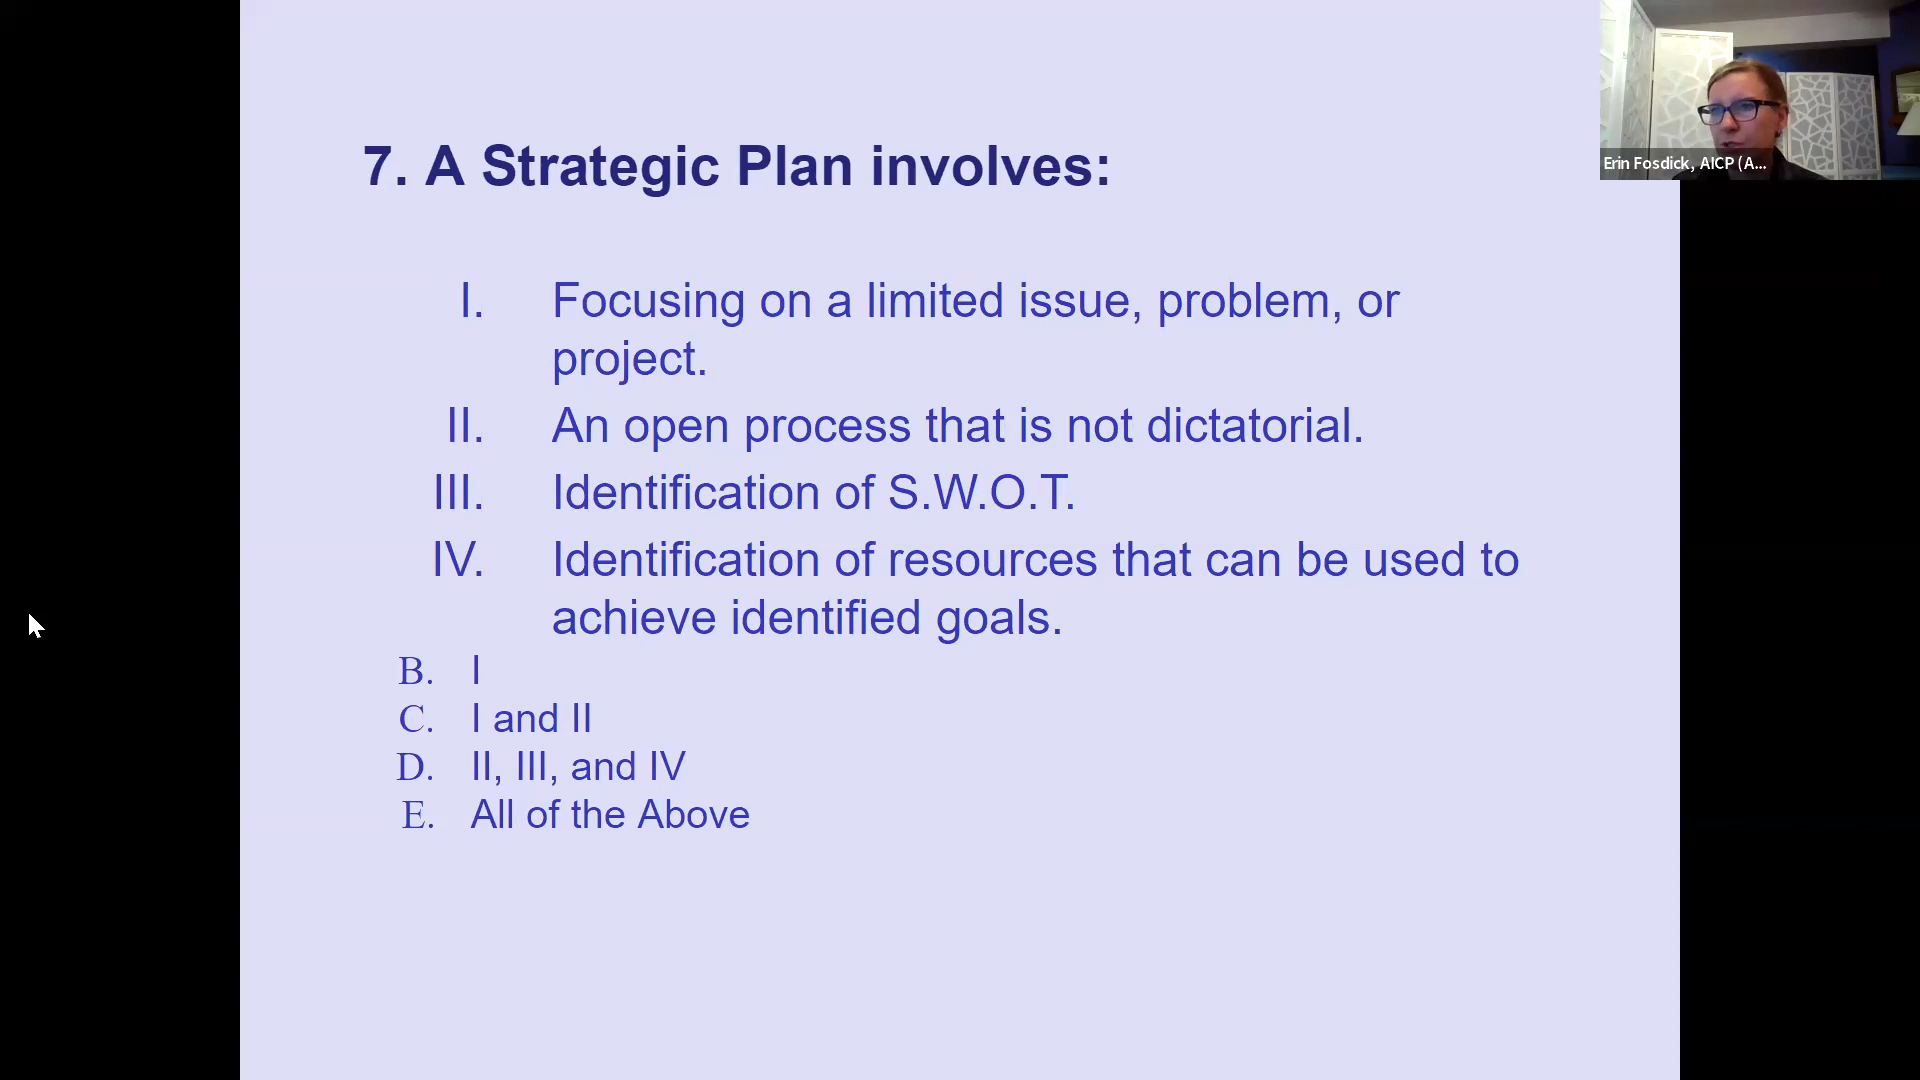 7. A Strategic Plan involves:
I. Focusing on a limited issue, problem, or
project.
II. An open process that is not dictatorial.
III. Identification of S.W.O.T.
IV. Identification of resources that can be used to
achieve identified goals.
B. I
C. I and II
D. II, III, and IV
E. All of the Above
Erin Fosdick, AICP (A...